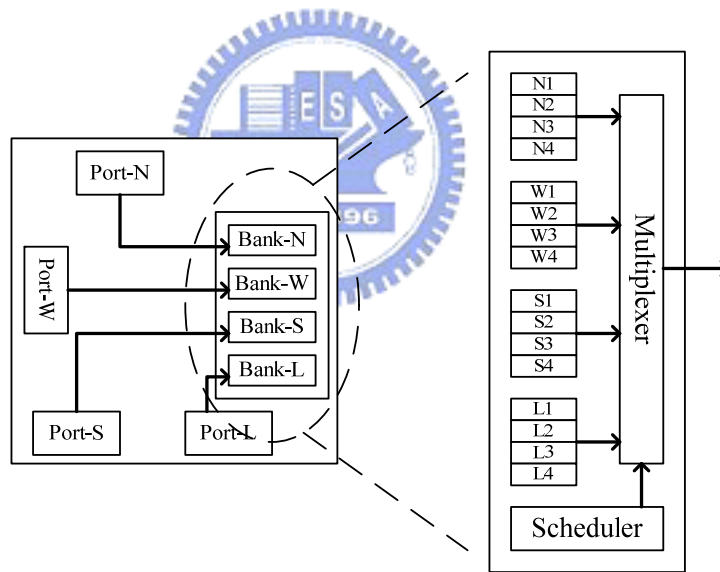 Port-N
Port-W
Port-S
Port-L
Bank-N
Bank-W
Bank-S
Bank-L
N1
N2
N3
N4
W1
W2
W3
W4
S1
S2
S3
S4
L1
L2
L3
L4
Multiplexer
Scheduler
E S A
96